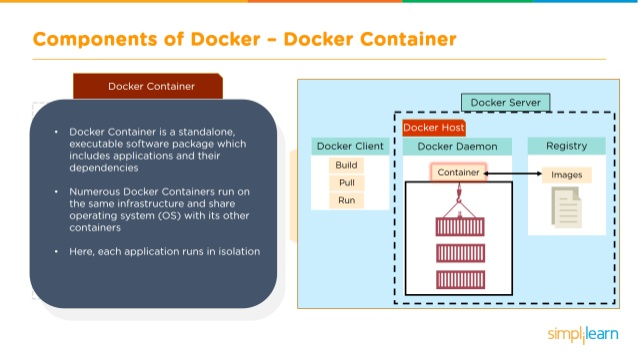 Components of Docker – Docker Container
Docker Container
• Docker Container is a standalone,
executable software package which
includes applications and their
dependencies
• Numerous Docker Containers run on
the same infrastructure and share
operating system (OS) with its other
containers
• Here, each application runs in isolation
Docker Server
Docker Host
Docker Client
Docker Daemon
Registry
Build
Pull
Run
Container
Images
simplilearn